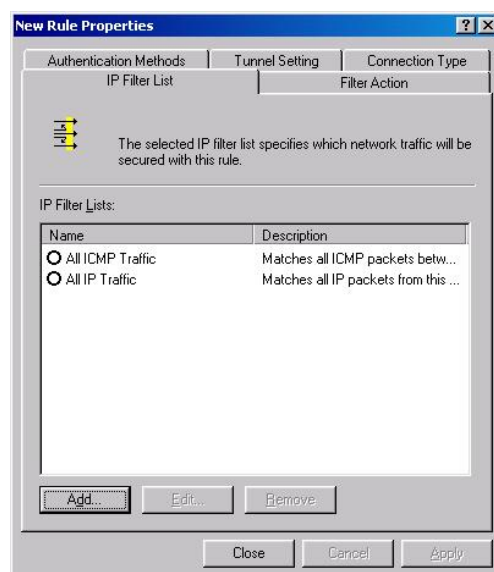 New Rule Properties
Authentication Methods
Tunnel Setting
Connection Type
IP Filter List
Filter Action
The selected IP filter list specifies which network traffic will be
secured with this rule.
IP Filter Lists:
Name
Description
All ICMP Traffic
Matches all ICMP packets betw...
All IP Traffic
Matches all IP packets from this ...
Add...
Edit...
Remove
Close
Cancel
Apply